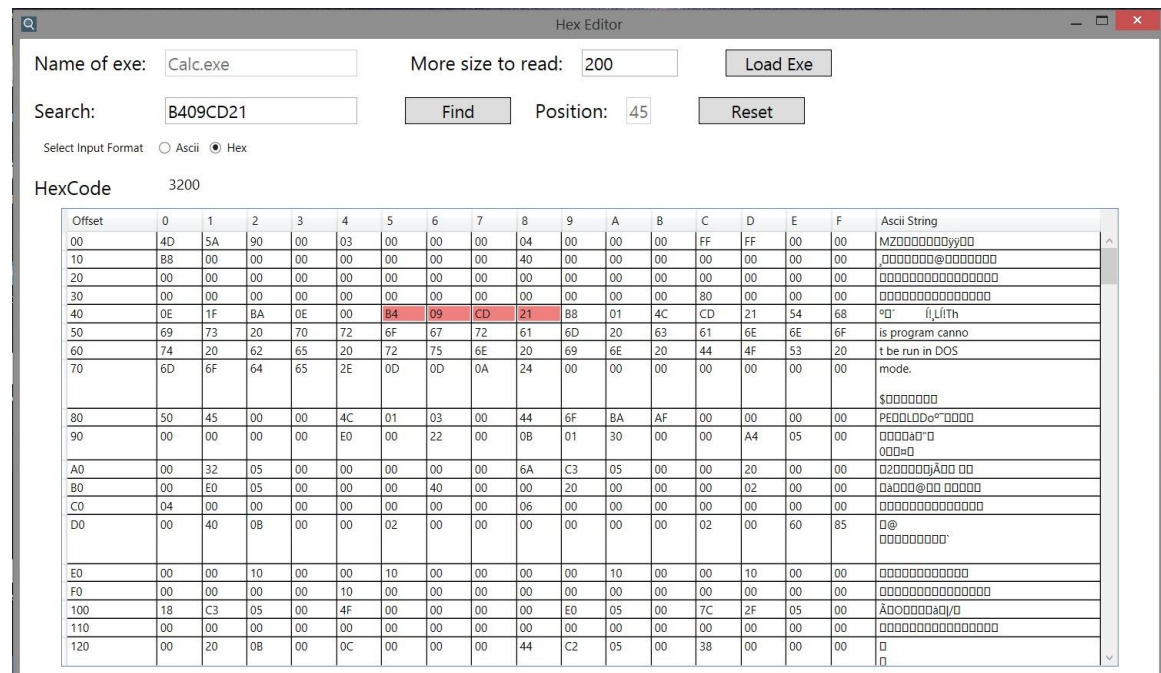 Hex Editor
Name of exe: Calc.exe More size to read: 200 Load Exe
Search: B409CD21 Find Position: 45 Reset
Select Input Format Ascii Hex
HexCode 3200
Offset 0 1 2 3 4 5 6 7 8 9 A B C D E F Ascii String
00 4D 5A 90 00 03 00 00 00 04 00 00 00 FF FF 00 00 MZ▯▯▯▯▯▯▯ÿÿ▯▯
10 B8 00 00 00 00 00 00 00 40 00 00 00 00 00 00 00 ¸▯▯▯▯▯▯▯@▯▯▯▯▯▯▯
20 00 00 00 00 00 00 00 00 00 00 00 00 00 00 00 00 ▯▯▯▯▯▯▯▯▯▯▯▯▯▯▯▯
30 00 00 00 00 00 00 00 00 00 00 00 00 80 00 00 00 ▯▯▯▯▯▯▯▯▯▯▯▯▯▯▯
40 0E 1F BA 0E 00 B4 09 CD 21 B8 01 4C CD 21 54 68 º▯´ Í!¸LÍ!Th
50 69 73 20 70 72 6F 67 72 61 6D 20 63 61 6E 6E 6F is program canno
60 74 20 62 65 20 72 75 6E 20 69 6E 20 44 4F 53 20 t be run in DOS
70 6D 6F 64 65 2E 0D 0D 0A 24 00 00 00 00 00 00 00 mode.
$▯▯▯▯▯▯▯
80 50 45 00 00 4C 01 03 00 44 6F BA AF 00 00 00 00 PE▯▯L▯▯Doº¯▯▯▯▯
90 00 00 00 00 E0 00 22 00 0B 01 30 00 00 A4 05 00 ▯▯▯▯à▯"▯
0▯▯¤▯
A0 00 32 05 00 00 00 00 00 6A C3 05 00 00 20 00 00 ▯2▯▯▯▯▯jÃ▯▯ ▯▯
B0 00 E0 05 00 00 00 40 00 00 20 00 00 00 02 00 00 ▯à▯▯▯@▯▯ ▯▯▯▯▯
C0 04 00 00 00 00 00 00 00 06 00 00 00 00 00 00 00 ▯▯▯▯▯▯▯▯▯▯▯▯▯▯
D0 00 40 0B 00 00 02 00 00 00 00 00 00 02 00 60 85 ▯@
▯▯▯▯▯▯▯▯▯`
E0 00 00 10 00 00 10 00 00 00 00 10 00 00 10 00 00 ▯▯▯▯▯▯▯▯▯▯▯▯
F0 00 00 00 00 10 00 00 00 00 00 00 00 00 00 00 00 ▯▯▯▯▯▯▯▯▯▯▯▯▯▯▯
100 18 C3 05 00 4F 00 00 00 00 E0 05 00 7C 2F 05 00 Ã▯O▯▯▯▯à▯|/▯
110 00 00 00 00 00 00 00 00 00 00 00 00 00 00 00 00 ▯▯▯▯▯▯▯▯▯▯▯▯▯▯▯▯
120 00 20 0B 00 0C 00 00 00 44 C2 05 00 38 00 00 00 ▯
▯